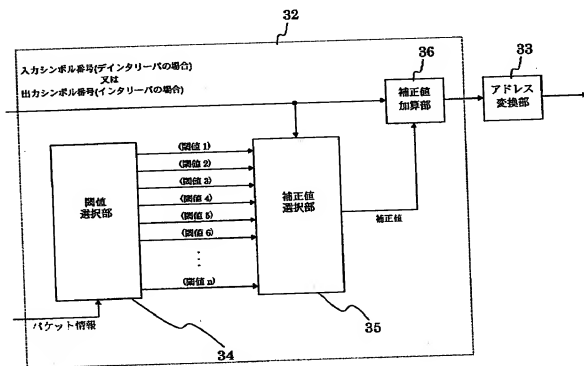 32
入力シンボル番号(デインタリーバの場合)
又は
出力シンボル番号(インタリーバの場合)
36
補正値
加算部
33
アドレス
変換部
閾値
選択部
(閾値 1)
(閾値 2)
(閾値 3)
(閾値 4)
(閾値 5)
(閾値 6)
(閾値 n)
補正値
選択部
補正値
パケット情報
34
35